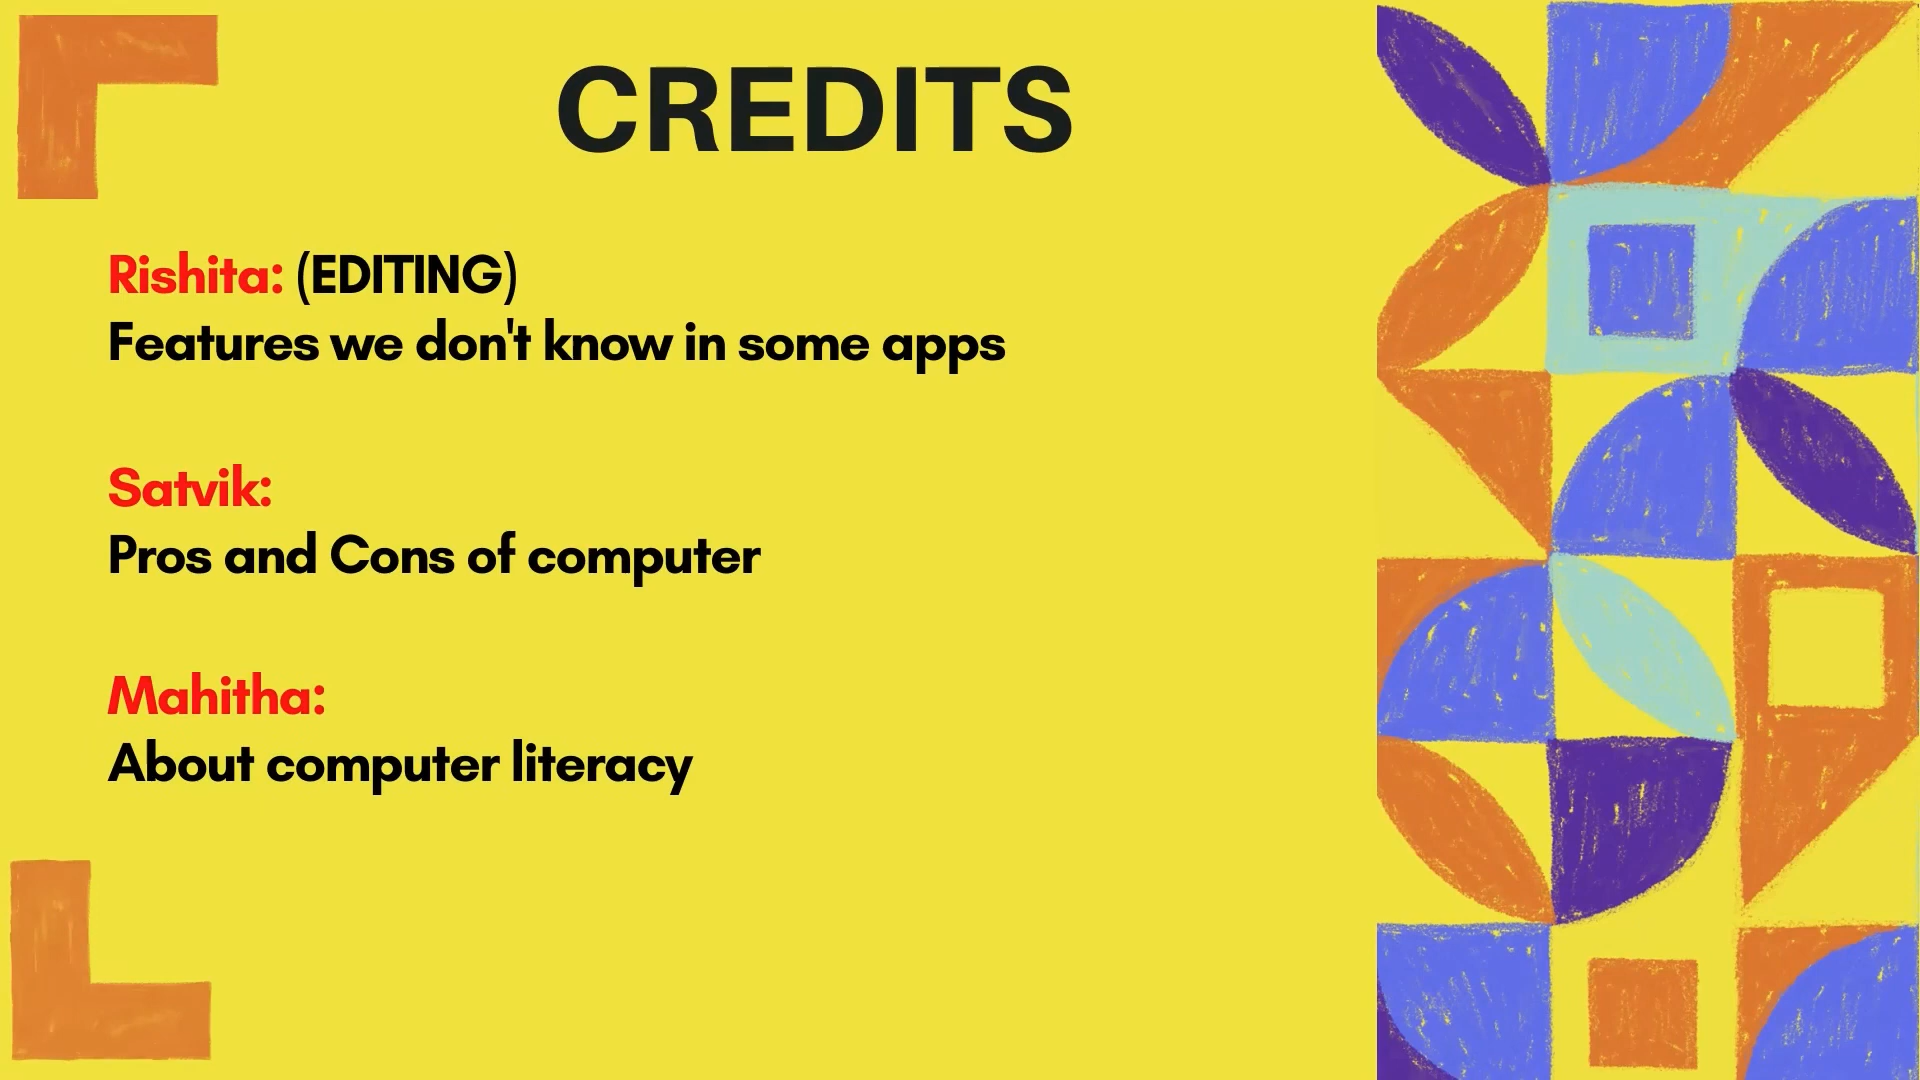 CREDITS
Rishita: (EDITING)
Features we don't know in some apps
Satvik:
Pros and Cons of computer
Mahitha:
About computer literacy